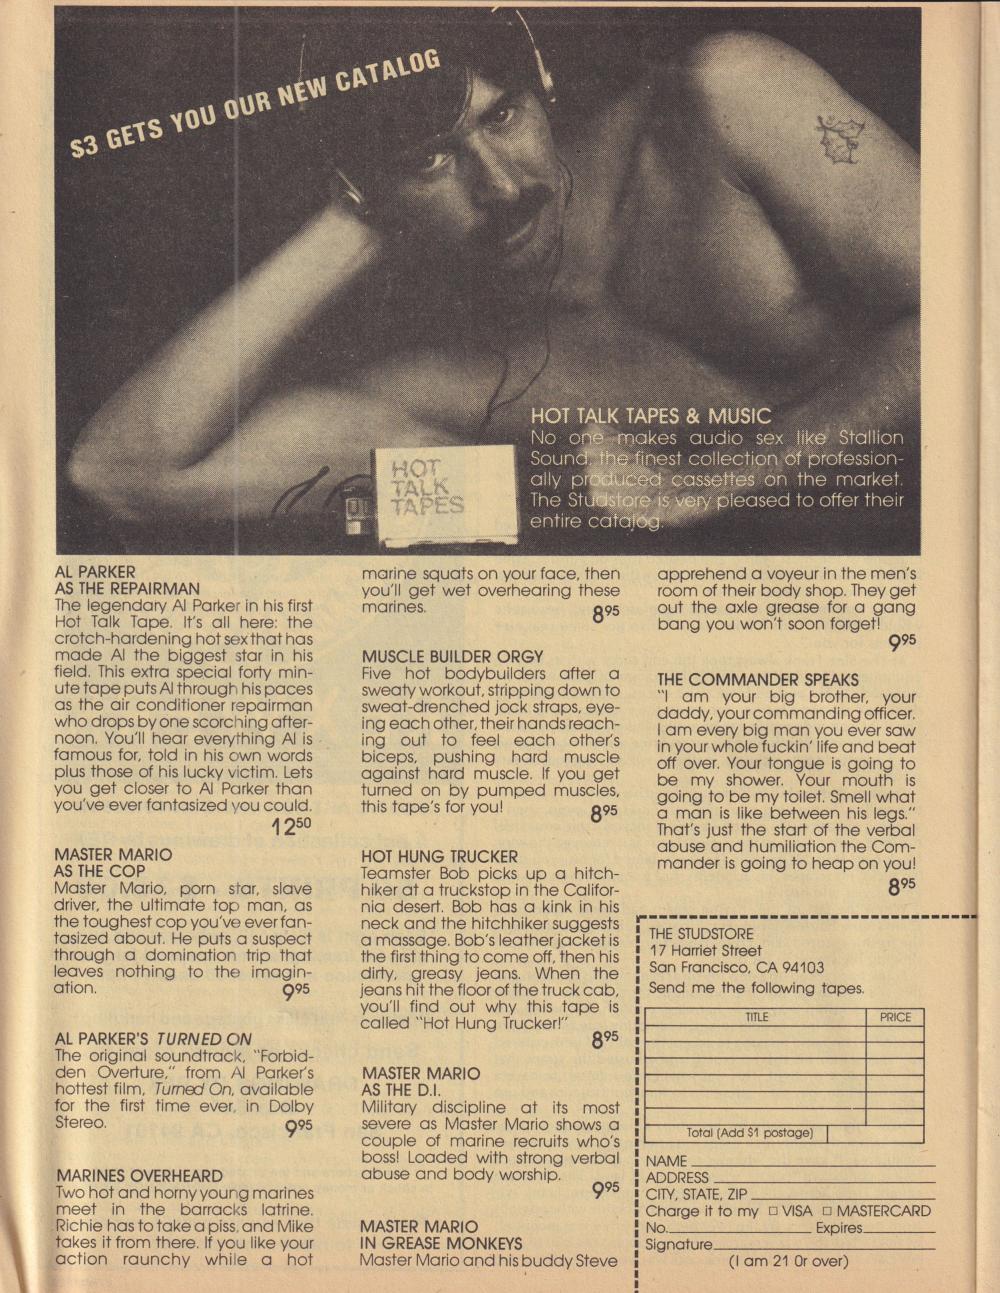 $3 GETS YOU OUR NEW CATALOG
HOT TALK TAPES & MUSIC
No one makes audio sex like Stallion
Sound, the finest collection of profession-
ally produced cassettes on the market.
The Studstore is very pleased to offer their
entire catalog.
HOT
TALK
TAPES
AL PARKER
AS THE REPAIRMAN
The legendary Al Parker in his first
Hot Talk Tape. It's all here: the
crotch-hardening hot sex that has
made Al the biggest star in his
field. This extra special forty min-
ute tape puts Al through his paces
as the air conditioner repairman
who drops by one scorching after-
noon. You'll hear everything Al is
famous for, told in his own words
plus those of his lucky victim. Lets
you get closer to Al Parker than
you've ever fantasized you could.
12⁵⁰
MASTER MARIO
AS THE COP
Master Mario, porn star, slave
driver, the ultimate top man, as
the toughest cop you've ever fan-
tasized about. He puts a suspect
through a domination trip that
leaves nothing to the imagin-
ation. 9⁹⁵
AL PARKER'S TURNED ON
The original soundtrack, "Forbid-
den Overture," from Al Parker's
hottest film, Turned On, available
for the first time ever, in Dolby
Stereo. 9⁹⁵
MARINES OVERHEARD
Two hot and horny young marines
meet in the barracks latrine.
Richie has to take a piss, and Mike
takes it from there. If you like your
action raunchy while a hot
marine squats on your face, then
you'll get wet overhearing these
marines. 8⁹⁵
MUSCLE BUILDER ORGY
Five hot bodybuilders after a
sweaty workout, stripping down to
sweat-drenched jock straps, eye-
ing each other, their hands reach-
ing out to feel each other's
biceps, pushing hard muscle
against hard muscle. If you get
turned on by pumped muscles,
this tape's for you! 8⁹⁵
HOT HUNG TRUCKER
Teamster Bob picks up a hitch-
hiker at a truckstop in the Califor-
nia desert. Bob has a kink in his
neck and the hitchhiker suggests
a massage. Bob's leather jacket is
the first thing to come off, then his
dirty, greasy jeans. When the
jeans hit the floor of the truck cab,
you'll find out why this tape is
called "Hot Hung Trucker!"
8⁹⁵
MASTER MARIO
AS THE D.I.
Military discipline at its most
severe as Master Mario shows a
couple of marine recruits who's
boss! Loaded with strong verbal
abuse and body worship.
9⁹⁵
MASTER MARIO
IN GREASE MONKEYS
Master Mario and his buddy Steve
apprehend a voyeur in the men's
room of their body shop. They get
out the axle grease for a gang
bang you won't soon forget!
9⁹⁵
THE COMMANDER SPEAKS
"I am your big brother, your
daddy, your commanding officer.
I am every big man you ever saw
in your whole fuckin' life and beat
off over. Your tongue is going to
be my shower. Your mouth is
going to be my toilet. Smell what
a man is like between his legs."
That's just the start of the verbal
abuse and humiliation the Com-
mander is going to heap on you!
8⁹⁵
THE STUDSTORE
17 Harriet Street
San Francisco, CA 94103
Send me the following tapes.
TITLE PRICE
Total (Add $1 postage)
NAME
ADDRESS
CITY, STATE, ZIP
Charge it to my □ VISA □ MASTERCARD
No. Expires
Signature
(I am 21 0r over)